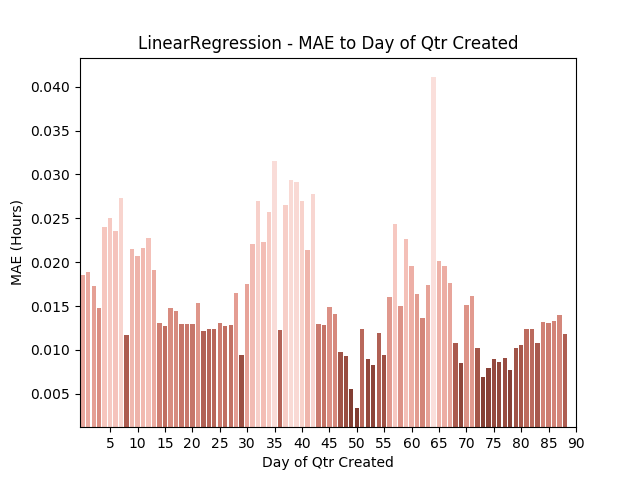 LinearRegression - MAE to Day of Qtr Created
MAE (Hours)
0.040
0.035
0.030
0.025
0.020
0.015
0.010
0.005
5 10 15 20 25 30 35 40 45 50 55 60 65 70 75 80 85 90
Day of Qtr Created